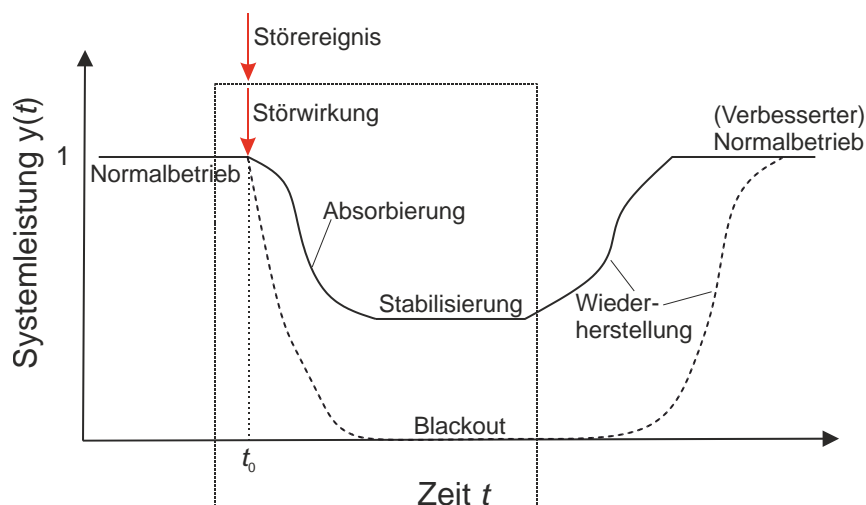 Störereignis
Störwirkung
(Verbesserter)
Normalbetrieb
Systemleistung y(t)
1
Normalbetrieb
Absorbierung
Stabilisierung
Wieder-
herstellung
Blackout
t₀
Zeit t